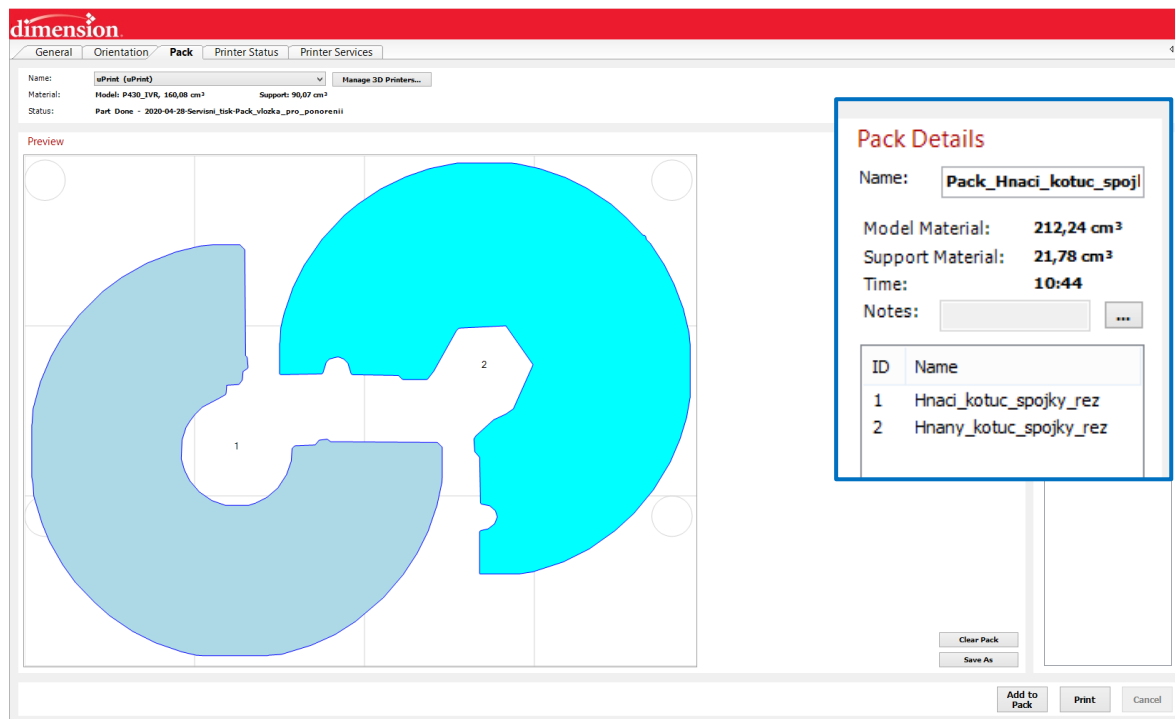 dimension
General Orientation Pack Printer Status Printer Services
Name: uPrint (uPrint) Manage 3D Printers...
Material: Model: P430_IVR, 160,08 cm³ Support: 90,07 cm³
Status: Part Done - 2020-04-28-Servisni_tisk-Pack_vlozka_pro_ponorenii
Preview
1
2
Pack Details
Name: Pack_Hnaci_kotuc_spojl
Model Material: 212,24 cm³
Support Material: 21,78 cm³
Time: 10:44
Notes: ...
ID Name
1 Hnaci_kotuc_spojky_rez
2 Hnany_kotuc_spojky_rez
Clear Pack
Save As
Add to
Pack
Print Cancel